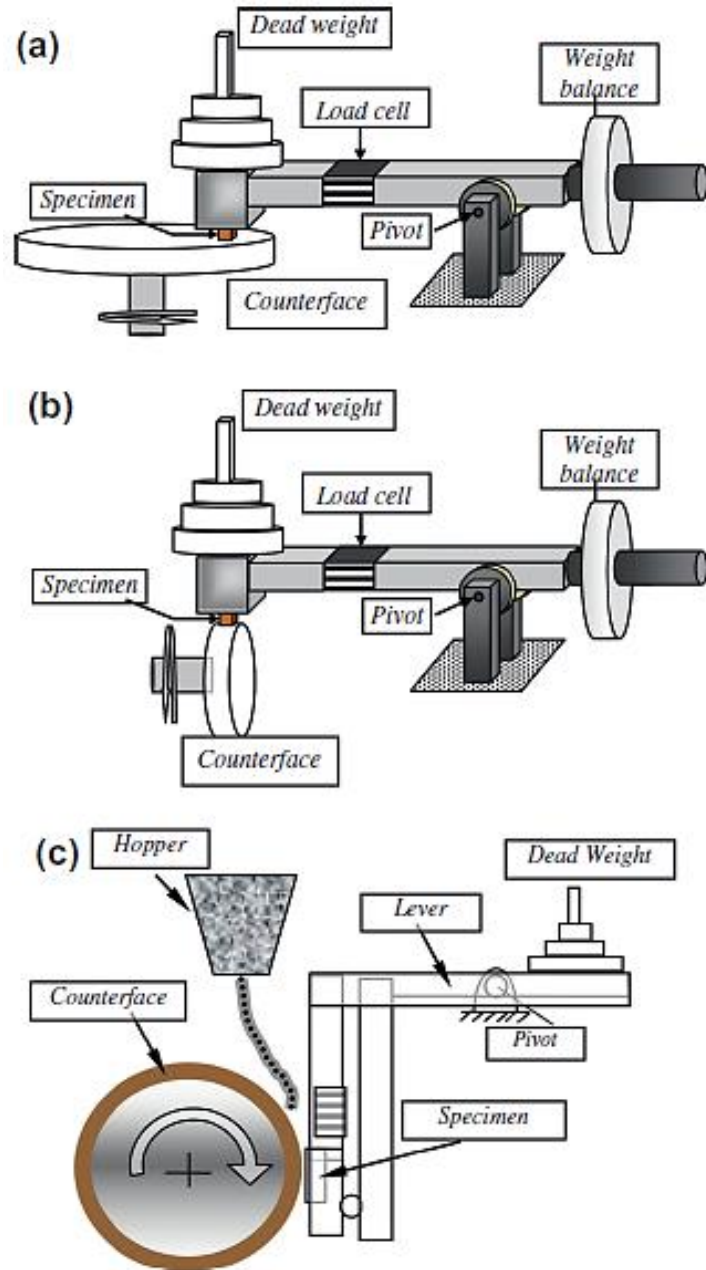 (a)
Dead weight
Weight
balance
Load cell
Specimen
Pivot
Counterface
(b)
Dead weight
Weight
balance
Load cell
Specimen
Pivot
Counterface
(c)
Hopper
Dead Weight
Lever
Counterface
Pivot
Specimen